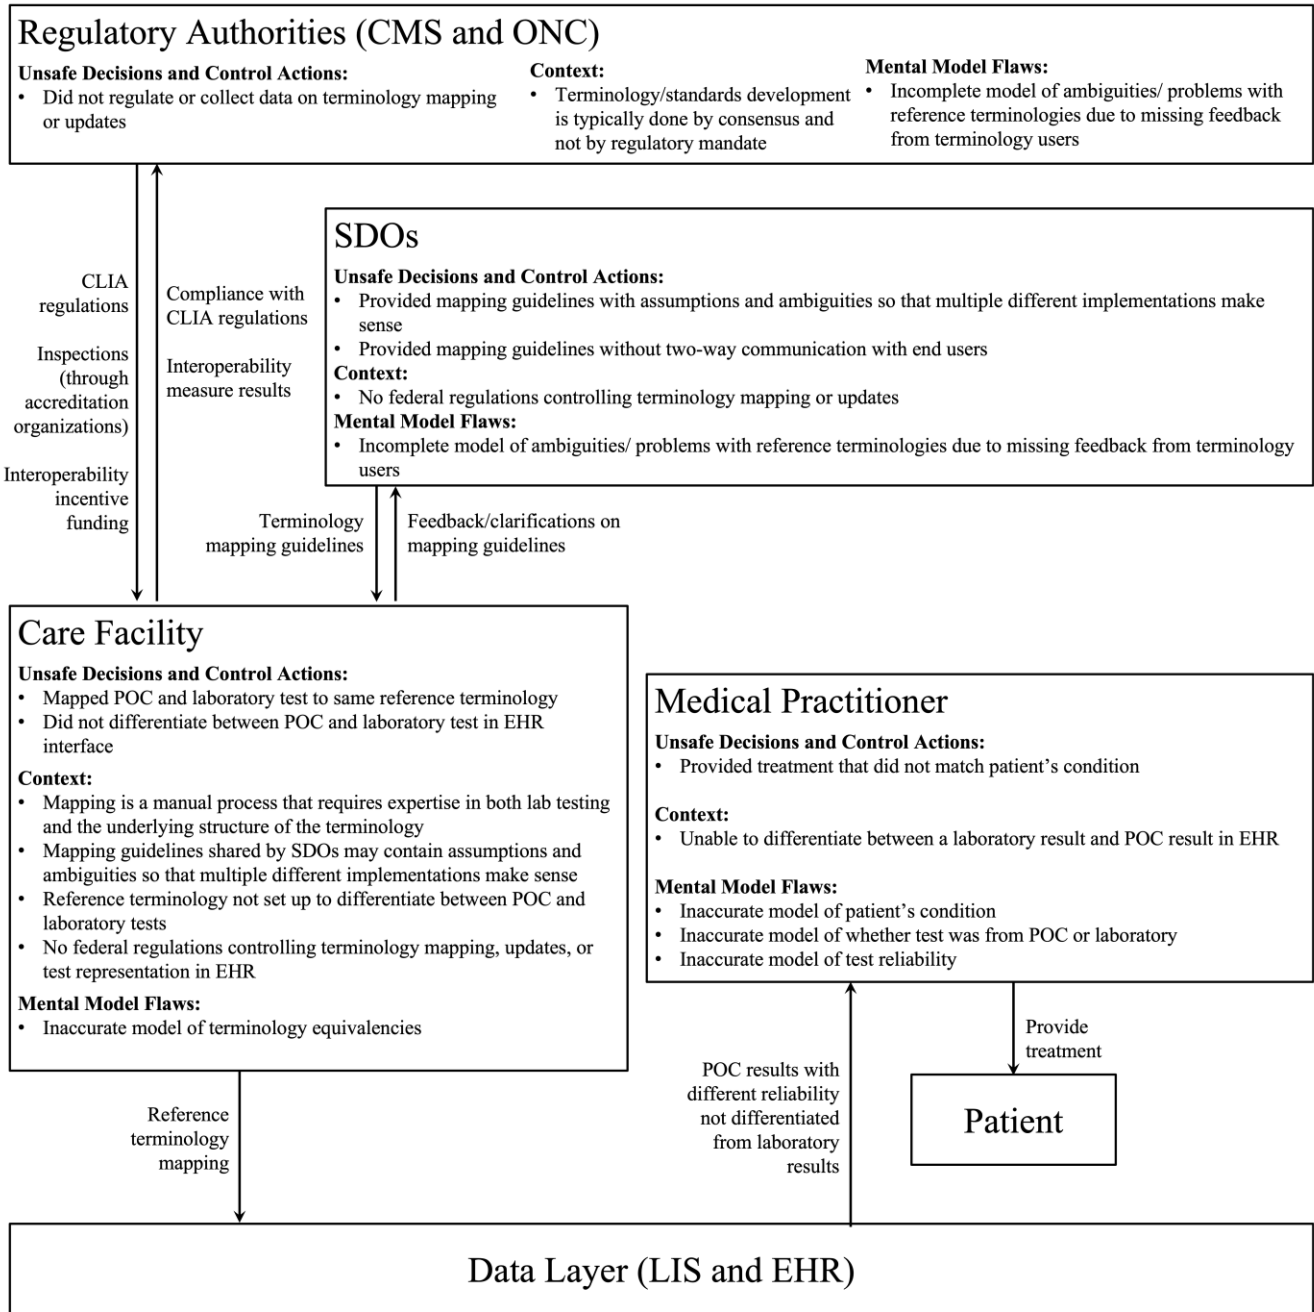 Regulatory Authorities (CMS and ONC)
Unsafe Decisions and Control Actions:
• Did not regulate or collect data on terminology mapping
or updates
Context:
• Terminology/standards development
is typically done by consensus and
not by regulatory mandate
Mental Model Flaws:
• Incomplete model of ambiguities/ problems with
reference terminologies due to missing feedback
from terminology users
CLIA
regulations
Inspections
(through
accreditation
organizations)
Interoperability
incentive
funding
Compliance with
CLIA regulations
Interoperability
measure results
SDOs
Unsafe Decisions and Control Actions:
• Provided mapping guidelines with assumptions and ambiguities so that multiple different implementations make
sense
• Provided mapping guidelines without two-way communication with end users
Context:
• No federal regulations controlling terminology mapping or updates
Mental Model Flaws:
• Incomplete model of ambiguities/ problems with reference terminologies due to missing feedback from terminology
users
Terminology
mapping guidelines
Feedback/clarifications on
mapping guidelines
Care Facility
Unsafe Decisions and Control Actions:
• Mapped POC and laboratory test to same reference terminology
• Did not differentiate between POC and laboratory test in EHR
interface
Context:
• Mapping is a manual process that requires expertise in both lab testing
and the underlying structure of the terminology
• Mapping guidelines shared by SDOs may contain assumptions and
ambiguities so that multiple different implementations make sense
• Reference terminology not set up to differentiate between POC and
laboratory tests
• No federal regulations controlling terminology mapping, updates, or
test representation in EHR
Mental Model Flaws:
• Inaccurate model of terminology equivalencies
Medical Practitioner
Unsafe Decisions and Control Actions:
• Provided treatment that did not match patient's condition
Context:
• Unable to differentiate between a laboratory result and POC result in EHR
Mental Model Flaws:
• Inaccurate model of patient's condition
• Inaccurate model of whether test was from POC or laboratory
• Inaccurate model of test reliability
Reference
terminology
mapping
POC results with
different reliability
not differentiated
from laboratory
results
Provide
treatment
Patient
Data Layer (LIS and EHR)